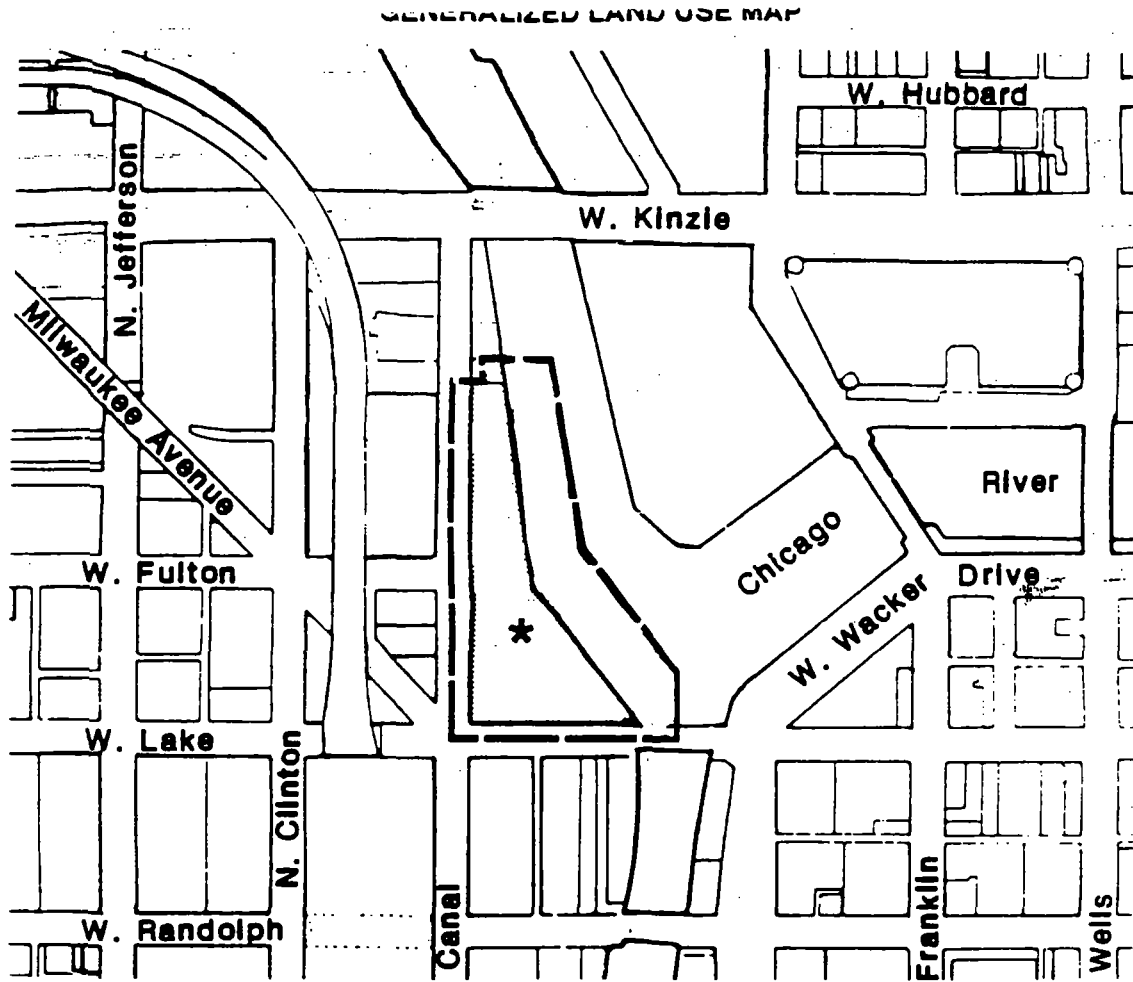 GENERALIZED LAND USE MAP
W. Hubbard
N. Jefferson
W. Kinzie
Milwaukee Avenue
River
Chicago
W. Fulton
Drive
W. Wacker
*
W. Lake
N. Clinton
Canal
Franklin
Wells
W. Randolph